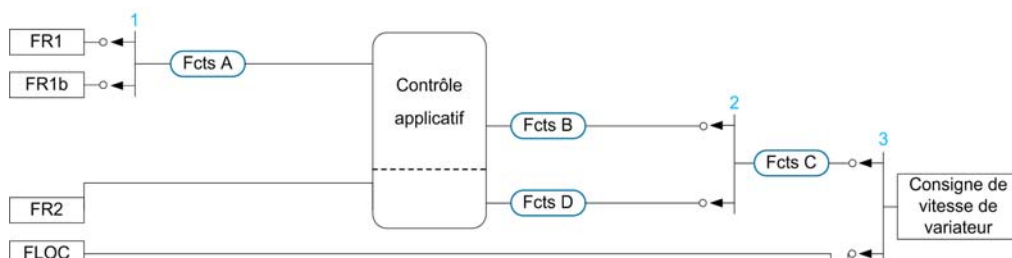 1
FR1
Fcts A
FR1b
Contrôle
applicatif
2
Fcts B
3
Fcts C
Consigne de
vitesse de
variateur
Fcts D
FR2
FLOC